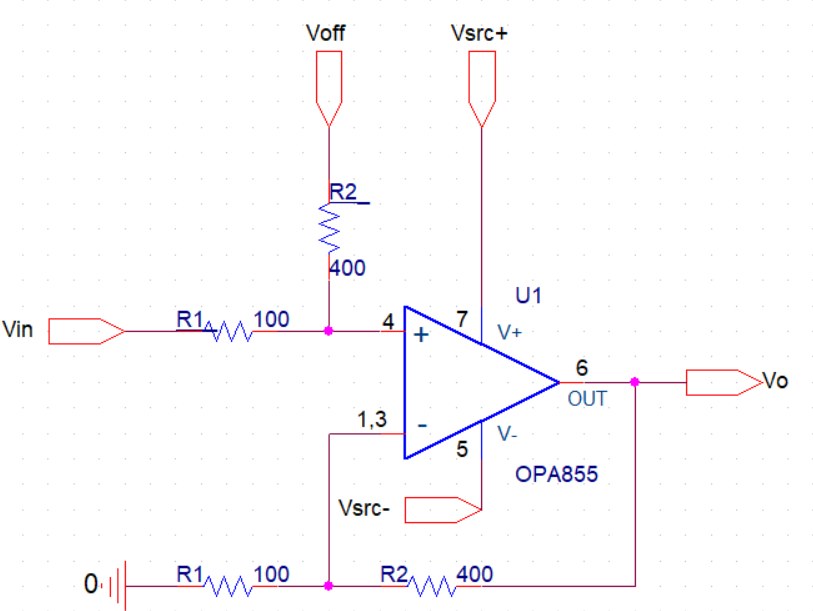 Voff
Vsrc+
R2
400
U1
Vin
R1
100
4
+
7
V+
6
OUT
Vo
1,3
-
V-
5
OPA855
Vsrc-
0
R1
100
R2
400